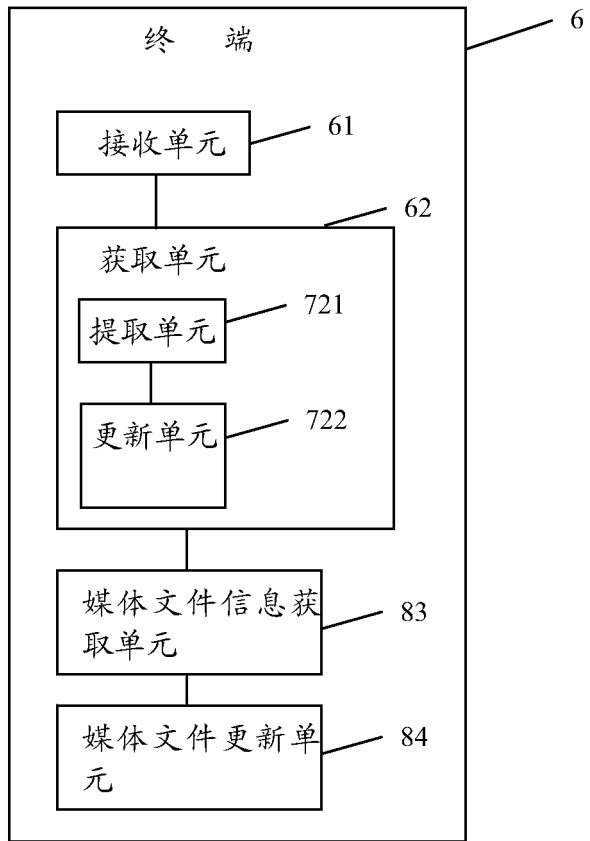 终 端
6
接收单元
61
62
获取单元
721
提取单元
722
更新单元
媒体文件信息获
取单元
83
媒体文件更新单
元
84